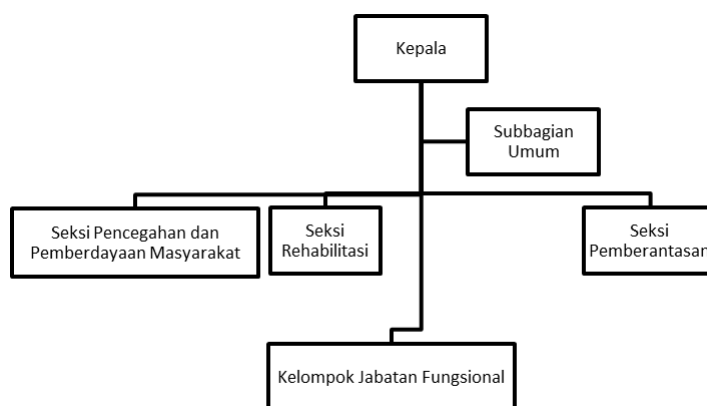 Kepala
Subbagian
Umum
Seksi Pencegahan dan
Pemberdayaan Masyarakat
Seksi
Rehabilitasi
Seksi
Pemberantasan
Kelompok Jabatan Fungsional